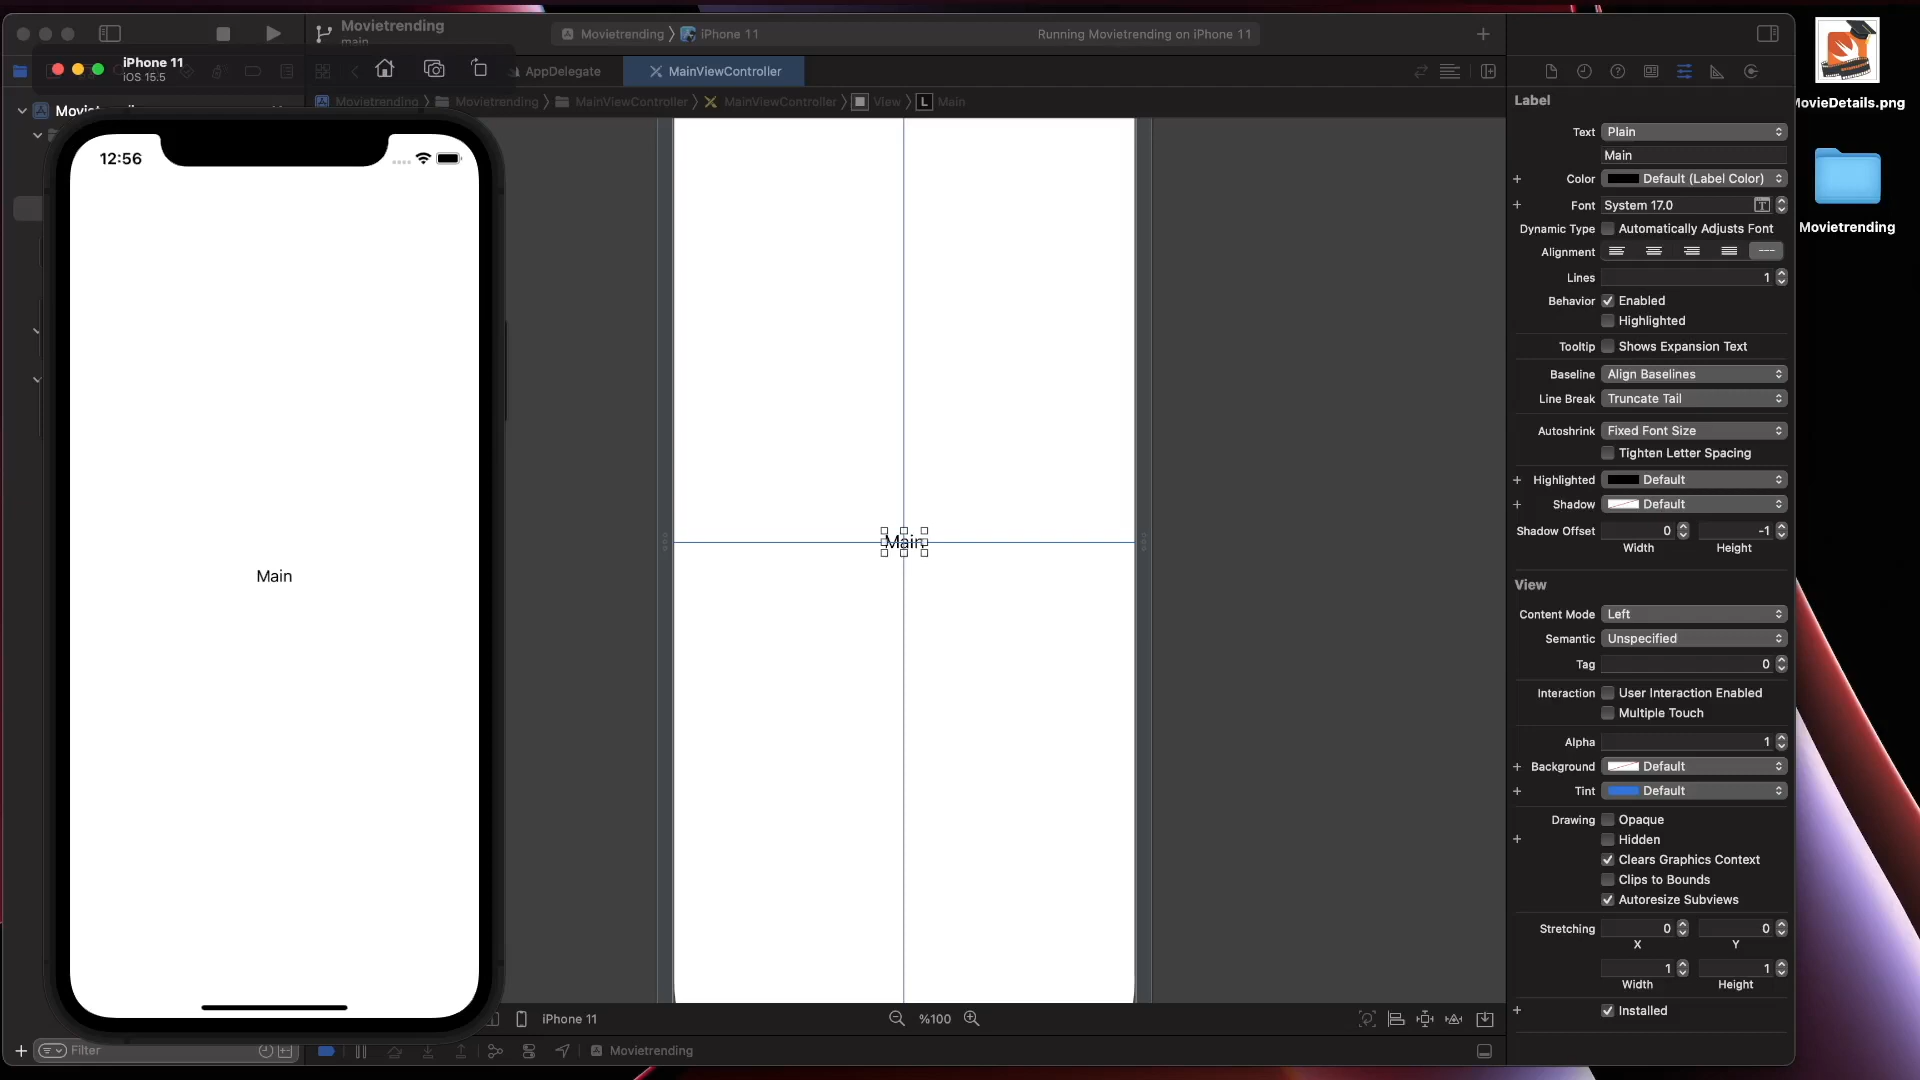 Movietrending
main
Movietrending
iPhone 11
Running Movietrending on iPhone 11
iPhone 11
iOS 15.5
AppDelegate
MainViewController
Movietrending
Movietrending
MainViewController
MainViewController
View
L
Main
12:56
Main
Main
Label
Text
Plain
Main
Color
Default (Label Color)
Font
System 17.0
Dynamic Type
Automatically Adjusts Font
Alignment
Lines
1
Behavior
Enabled
Highlighted
Tooltip
Shows Expansion Text
Baseline
Align Baselines
Line Break
Truncate Tail
Autoshrink
Fixed Font Size
Tighten Letter Spacing
Highlighted
Default
Shadow
Default
Shadow Offset
0
-1
Width
Height
View
Content Mode
Left
Semantic
Unspecified
Tag
0
Interaction
User Interaction Enabled
Multiple Touch
Alpha
1
Background
Default
Tint
Default
Drawing
Opaque
Hidden
Clears Graphics Context
Clips to Bounds
Autoresize Subviews
Stretching
0
0
X
Y
1
1
Width
Height
Installed
iPhone 11
%100
Filter
Movietrending
MovieDetails.png
Movietrending